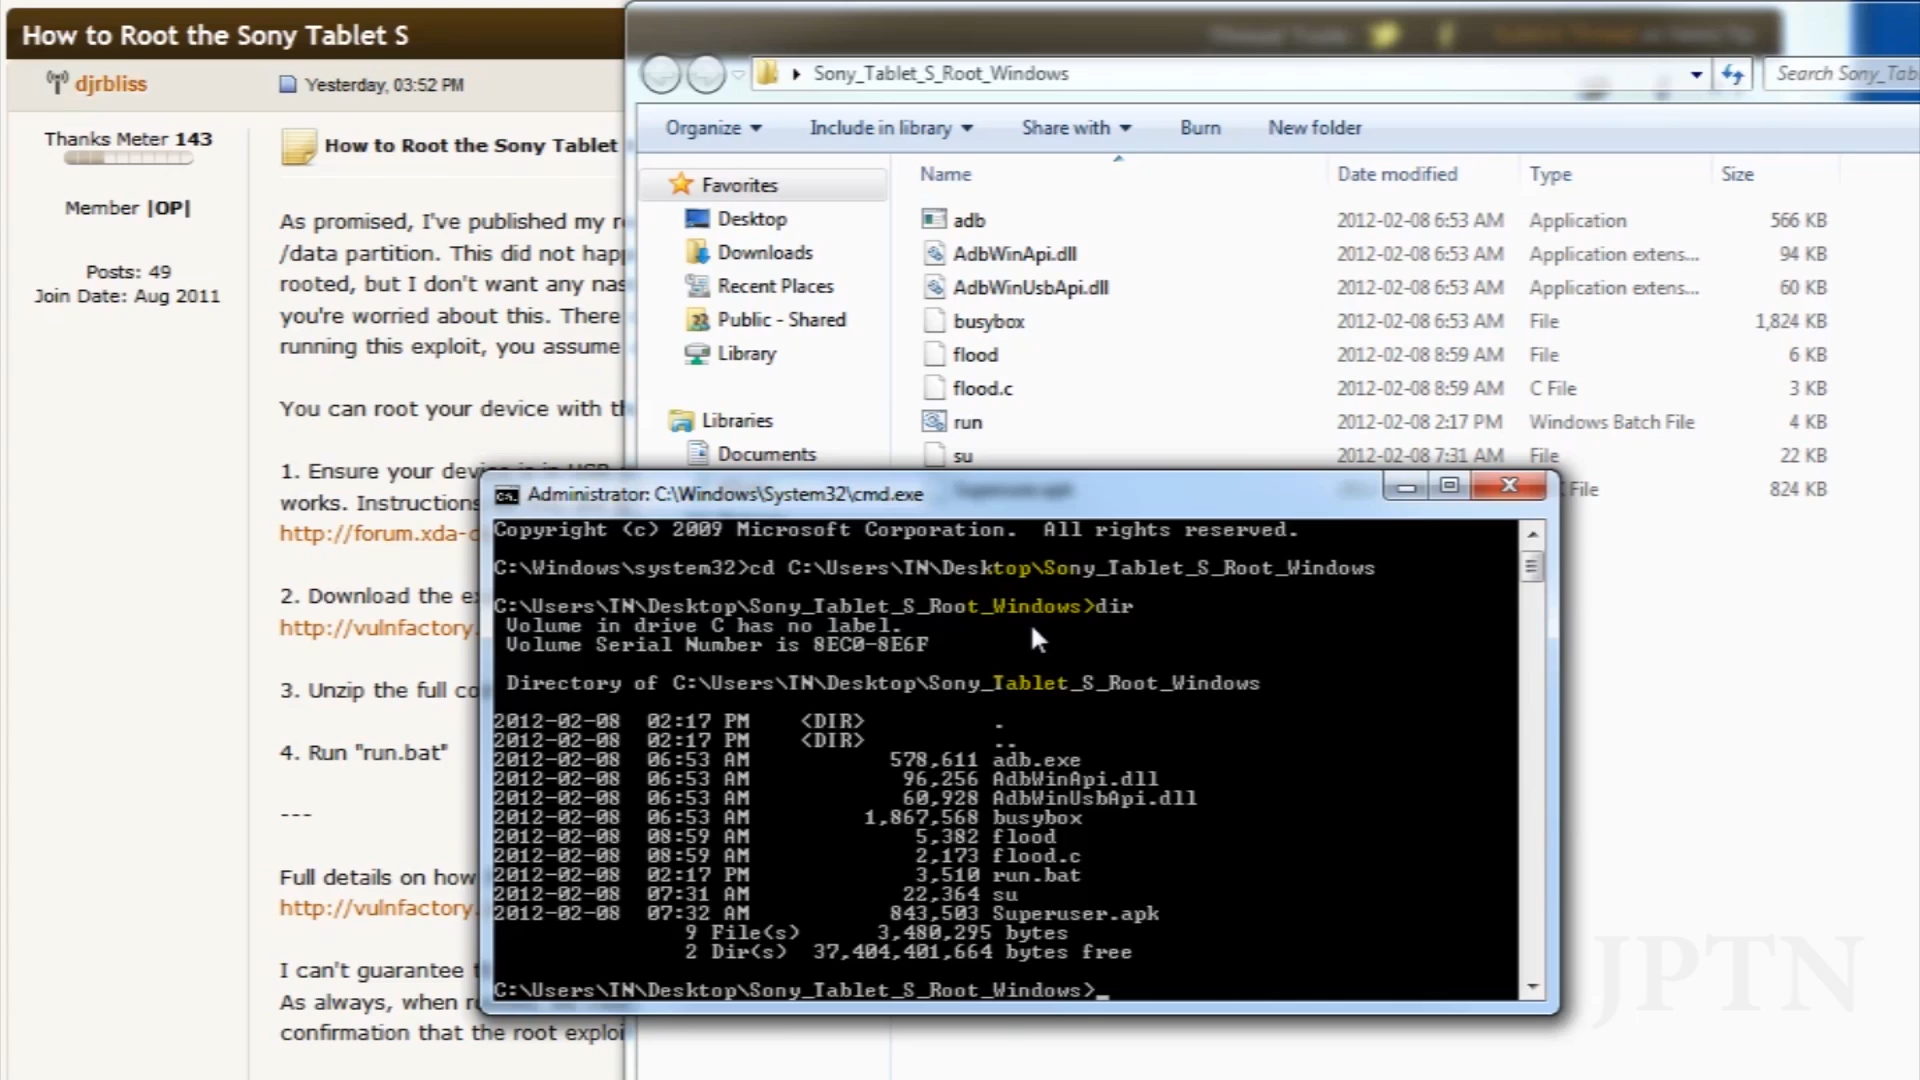 How to Root the Sony Tablet S
djrbliss
Yesterday, 03:52 PM
Thanks Meter 143
Member |OP|
Posts: 49
Join Date: Aug 2011
How to Root the Sony Tablet
As promised, I've published my
/data partition. This did not
rooted, but I don't want any
you're worried about this. There
running this exploit, you assume
You can root your device with
1. Ensure your
works. Instructions
http://forum.xda-
2. Download the
http://vulnfactory.
3. Unzip the full
4. Run "run.bat"
---
Full details on how
http://vulnfactory.
I can't guarantee
As always, when
confirmation that the root
Sony_Tablet_S_Root_Windows
Search Sony_Tab
Organize
Include in library
Share with
Burn
New folder
Favorites
Desktop
Downloads
Recent Places
Public - Shared
Library
Libraries
Documents
Name Date modified Type Size
adb 2012-02-08 6:53 AM Application 566 KB
AdbWinApi.dll 2012-02-08 6:53 AM Application extens... 94 KB
AdbWinUsbApi.dll 2012-02-08 6:53 AM Application extens... 60 KB
busybox 2012-02-08 6:53 AM File 1,824 KB
flood 2012-02-08 8:59 AM File 6 KB
flood.c 2012-02-08 8:59 AM C File 3 KB
run 2012-02-08 2:17 PM Windows Batch File 4 KB
su 2012-02-08 7:31 AM File 22 KB
File 824 KB
Administrator: C:\Windows\System32\cmd.exe
Copyright (c) 2009 Microsoft Corporation. All rights reserved.
C:\Windows\system32>cd C:\Users\TN\Desktop\Sony_Tablet_S_Root_Windows
C:\Users\TN\Desktop\Sony_Tablet_S_Root_Windows>dir
Volume in drive C has no label.
Volume Serial Number is 8EC0-8E6F
Directory of C:\Users\TN\Desktop\Sony_Tablet_S_Root_Windows
2012-02-08 02:17 PM <DIR> .
2012-02-08 02:17 PM <DIR> ..
2012-02-08 06:53 AM 578,611 adb.exe
2012-02-08 06:53 AM 96,256 AdbWinApi.dll
2012-02-08 06:53 AM 60,928 AdbWinUsbApi.dll
2012-02-08 06:53 AM 1,867,568 busybox
2012-02-08 08:59 AM 5,382 flood
2012-02-08 08:59 AM 2,173 flood.c
2012-02-08 02:17 PM 3,510 run.bat
2012-02-08 07:31 AM 22,364 su
2012-02-08 07:32 AM 843,503 Superuser.apk
9 File(s) 3,480,295 bytes
2 Dir(s) 37,404,401,664 bytes free
C:\Users\TN\Desktop\Sony_Tablet_S_Root_Windows>_
JPTN